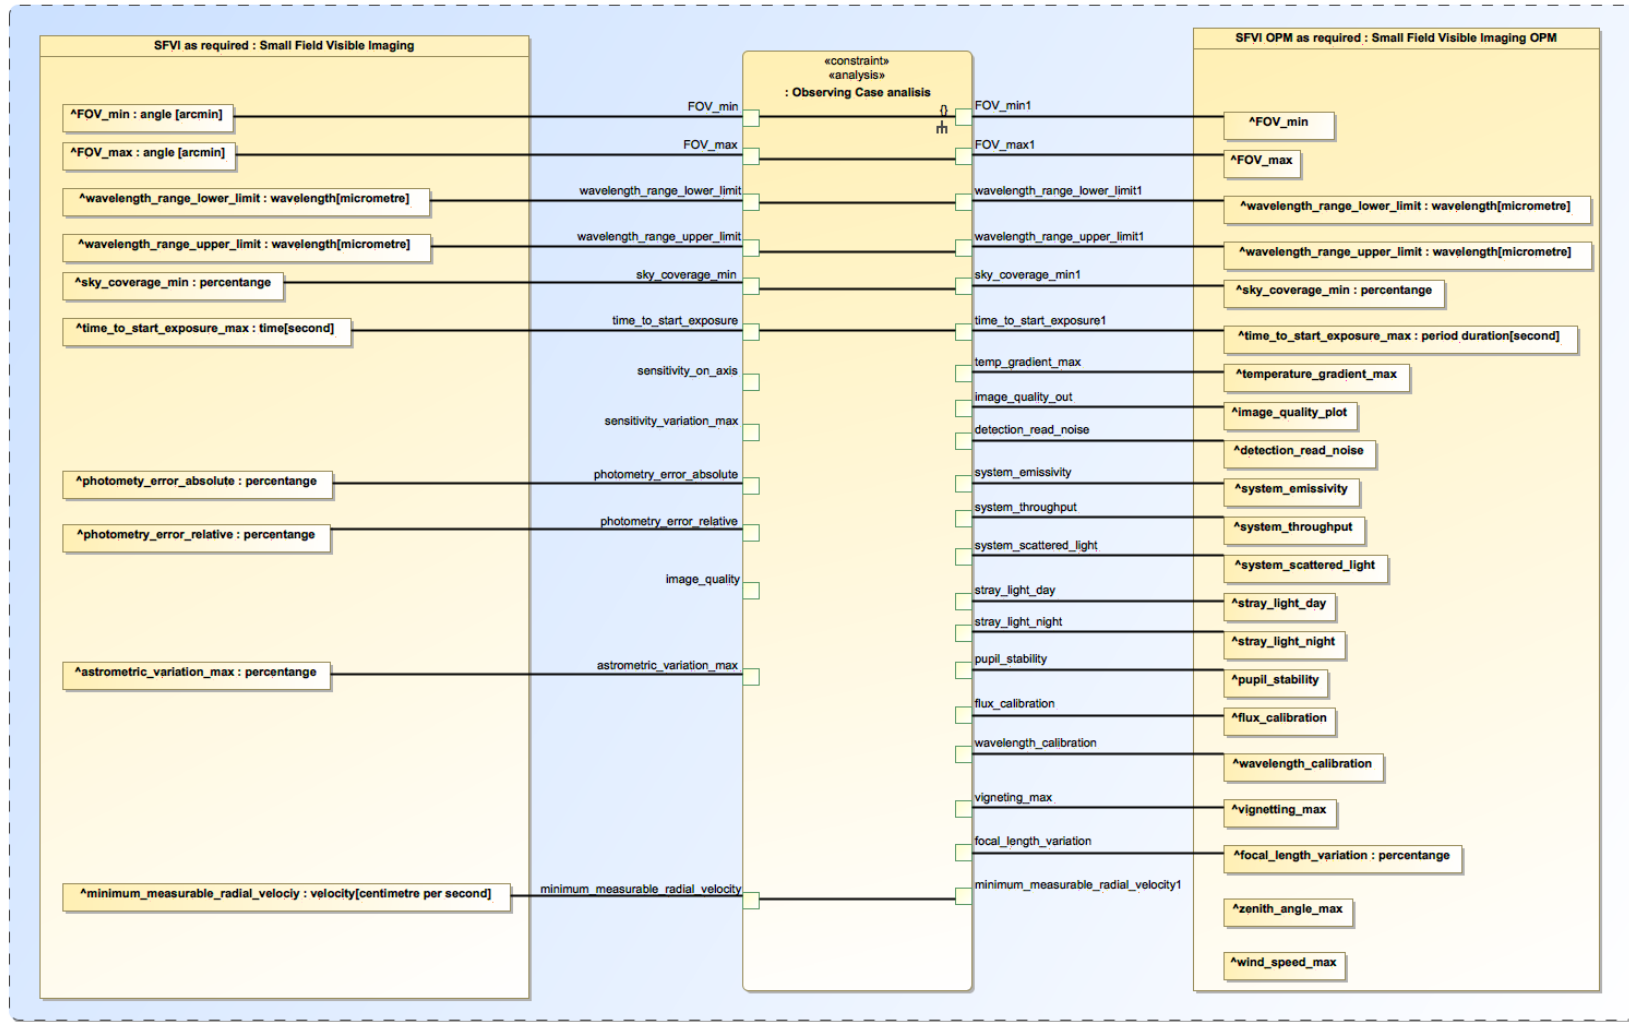 SFVI as required : Small Field Visible Imaging
^FOV_min : angle [arcmin]
^FOV_max : angle [arcmin]
^wavelength_range_lower_limit : wavelength[micrometre]
^wavelength_range_upper_limit : wavelength[micrometre]
^sky_coverage_min : percentange
^time_to_start_exposure_max : time[second]
^photomety_error_absolute : percentange
^photometry_error_relative : percentange
^astrometric_variation_max : percentange
^minimum_measurable_radial_velociy : velocity[centimetre per second]
FOV_min
FOV_max
wavelength_range_lower_limit
wavelength_range_upper_limit
sky_coverage_min
time_to_start_exposure
sensitivity_on_axis
sensitivity_variation_max
photometry_error_absolute
photometry_error_relative
image_quality
astrometric_variation_max
minimum_measurable_radial_velocity
«constraint»
«analysis»
: Observing Case analisis
{}
FOV_min1
FOV_max1
wavelength_range_lower_limit1
wavelength_range_upper_limit1
sky_coverage_min1
time_to_start_exposure1
temp_gradient_max
image_quality_out
detection_read_noise
system_emissivity
system_throughput
system_scattered_light
stray_light_day
stray_light_night
pupil_stability
flux_calibration
wavelength_calibration
vigneting_max
focal_length_variation
minimum_measurable_radial_velocity1
SFVI OPM as required : Small Field Visible Imaging OPM
^FOV_min
^FOV_max
^wavelength_range_lower_limit : wavelength[micrometre]
^wavelength_range_upper_limit : wavelength[micrometre]
^sky_coverage_min : percentange
^time_to_start_exposure_max : period duration[second]
^temperature_gradient_max
^image_quality_plot
^detection_read_noise
^system_emissivity
^system_throughput
^system_scattered_light
^stray_light_day
^stray_light_night
^pupil_stability
^flux_calibration
^wavelength_calibration
^vignetting_max
^focal_length_variation : percentage
^zenith_angle_max
^wind_speed_max